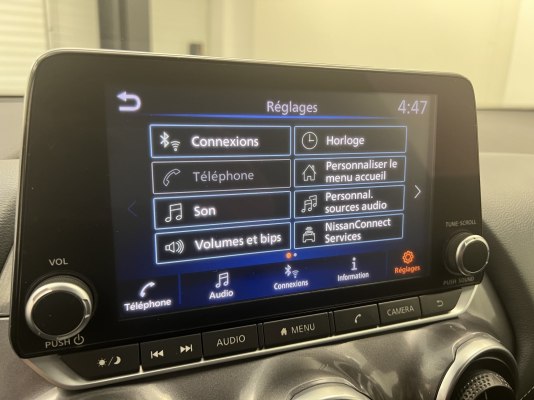 Réglages
4:47
Connexions
Horloge
Téléphone
Personnaliser le
menu accueil
Son
Personnal.
sources audio
Volumes et bips
NissanConnect
Services
Téléphone
Audio
Connexions
Information
Réglages
VOL
PUSH
TUNE·SCROLL
PUSH SOUND
AUDIO
MENU
CAMERA